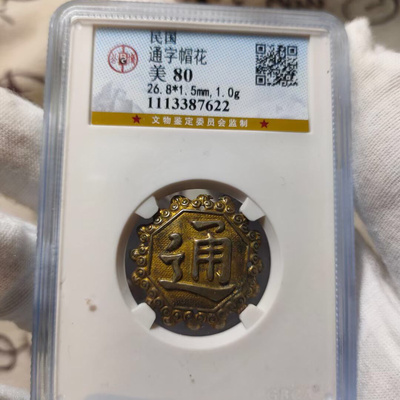 民国
通字帽花
美 80
26.8*1.5mm,1.0g
1113387622
★ 文物鉴定委员会监制 ★
通